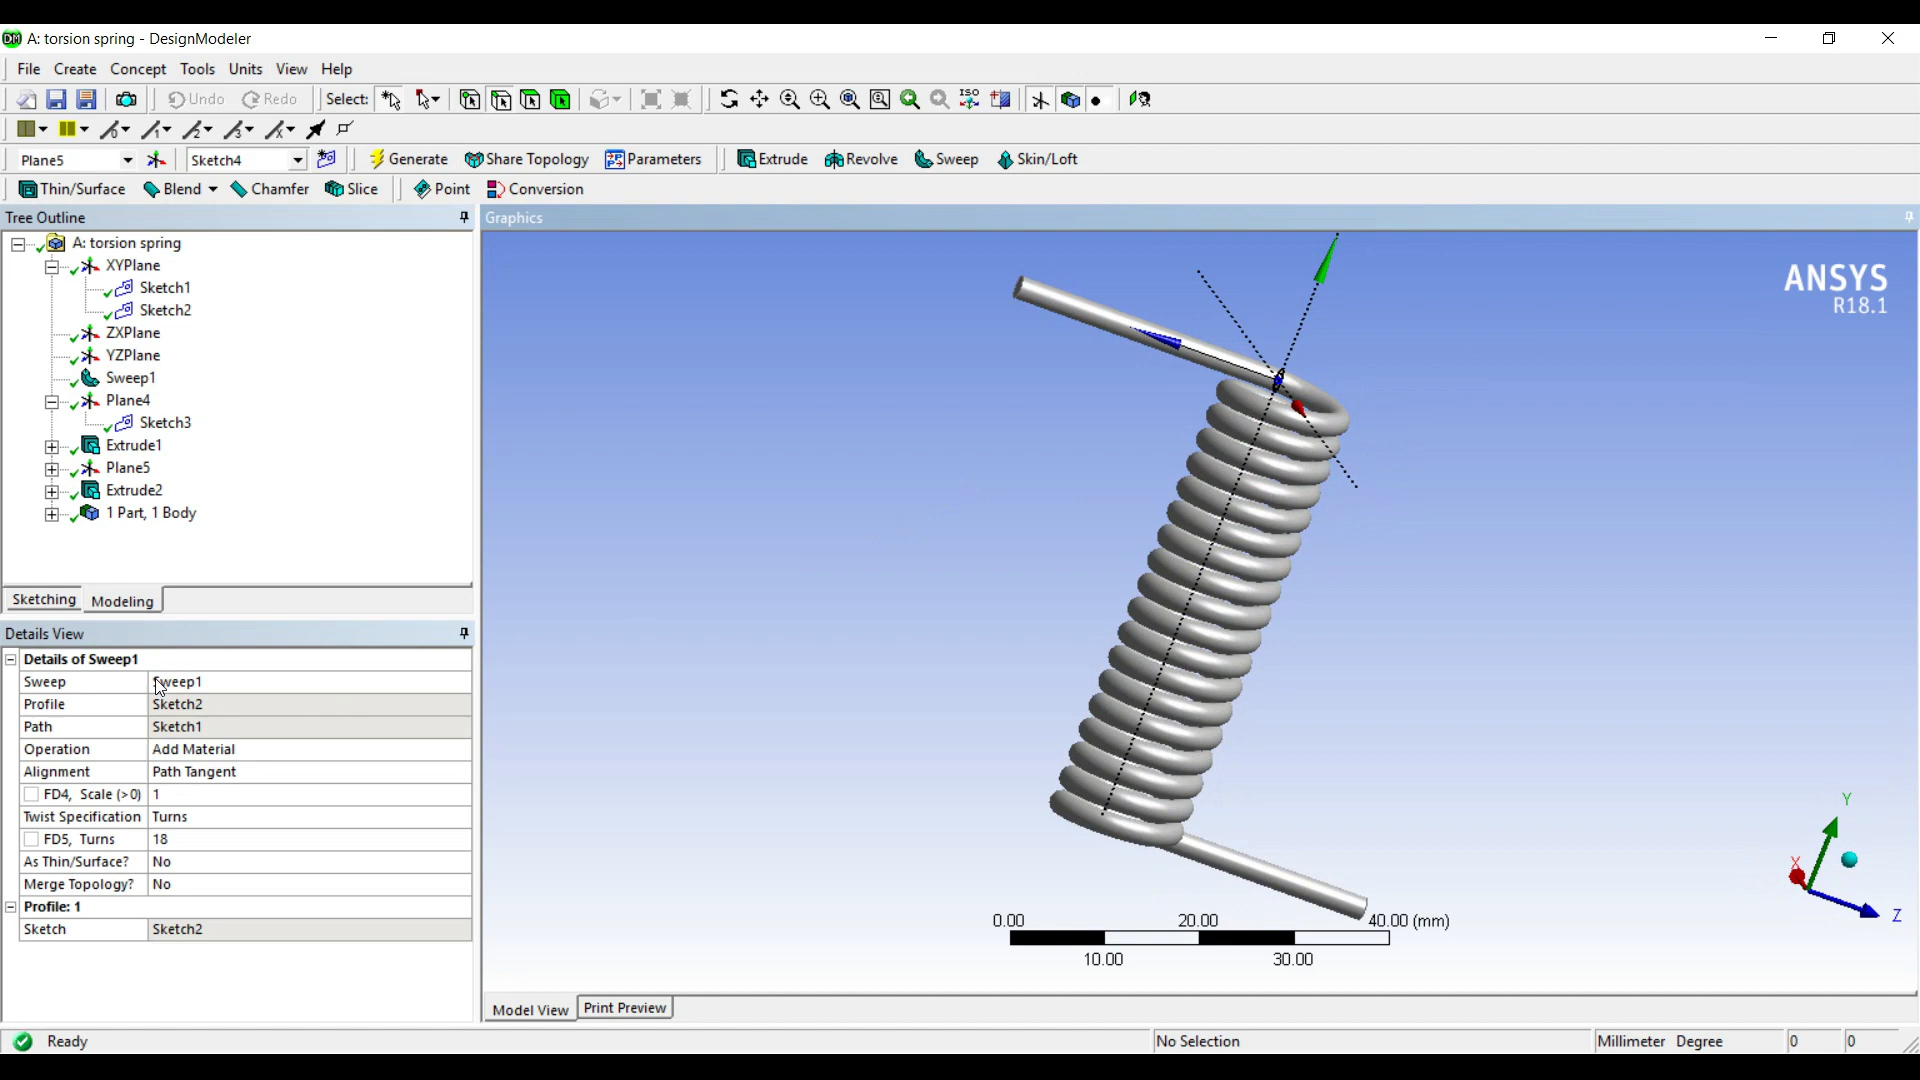 A: torsion spring - DesignModeler
File Create Concept Tools Units View Help
Undo Redo Select: ISO
Plane5 Sketch4 Generate Share Topology Parameters Extrude Revolve Sweep Skin/Loft
Thin/Surface Blend Chamfer Slice Point Conversion
Tree Outline
A: torsion spring
XYPlane
Sketch1
Sketch2
ZXPlane
YZPlane
Sweep1
Plane4
Sketch3
Extrude1
Plane5
Extrude2
1 Part, 1 Body
Sketching Modeling
Details View
Details of Sweep1
Sweep Sweep1
Profile Sketch2
Path Sketch1
Operation Add Material
Alignment Path Tangent
FD4, Scale (>0) 1
Twist Specification Turns
FD5, Turns 18
As Thin/Surface? No
Merge Topology? No
Profile: 1
Sketch Sketch2
Graphics
ANSYS
R18.1
Y
X
Z
0.00 20.00 40.00 (mm)
10.00 30.00
Model View Print Preview
Ready No Selection Millimeter Degree 0 0